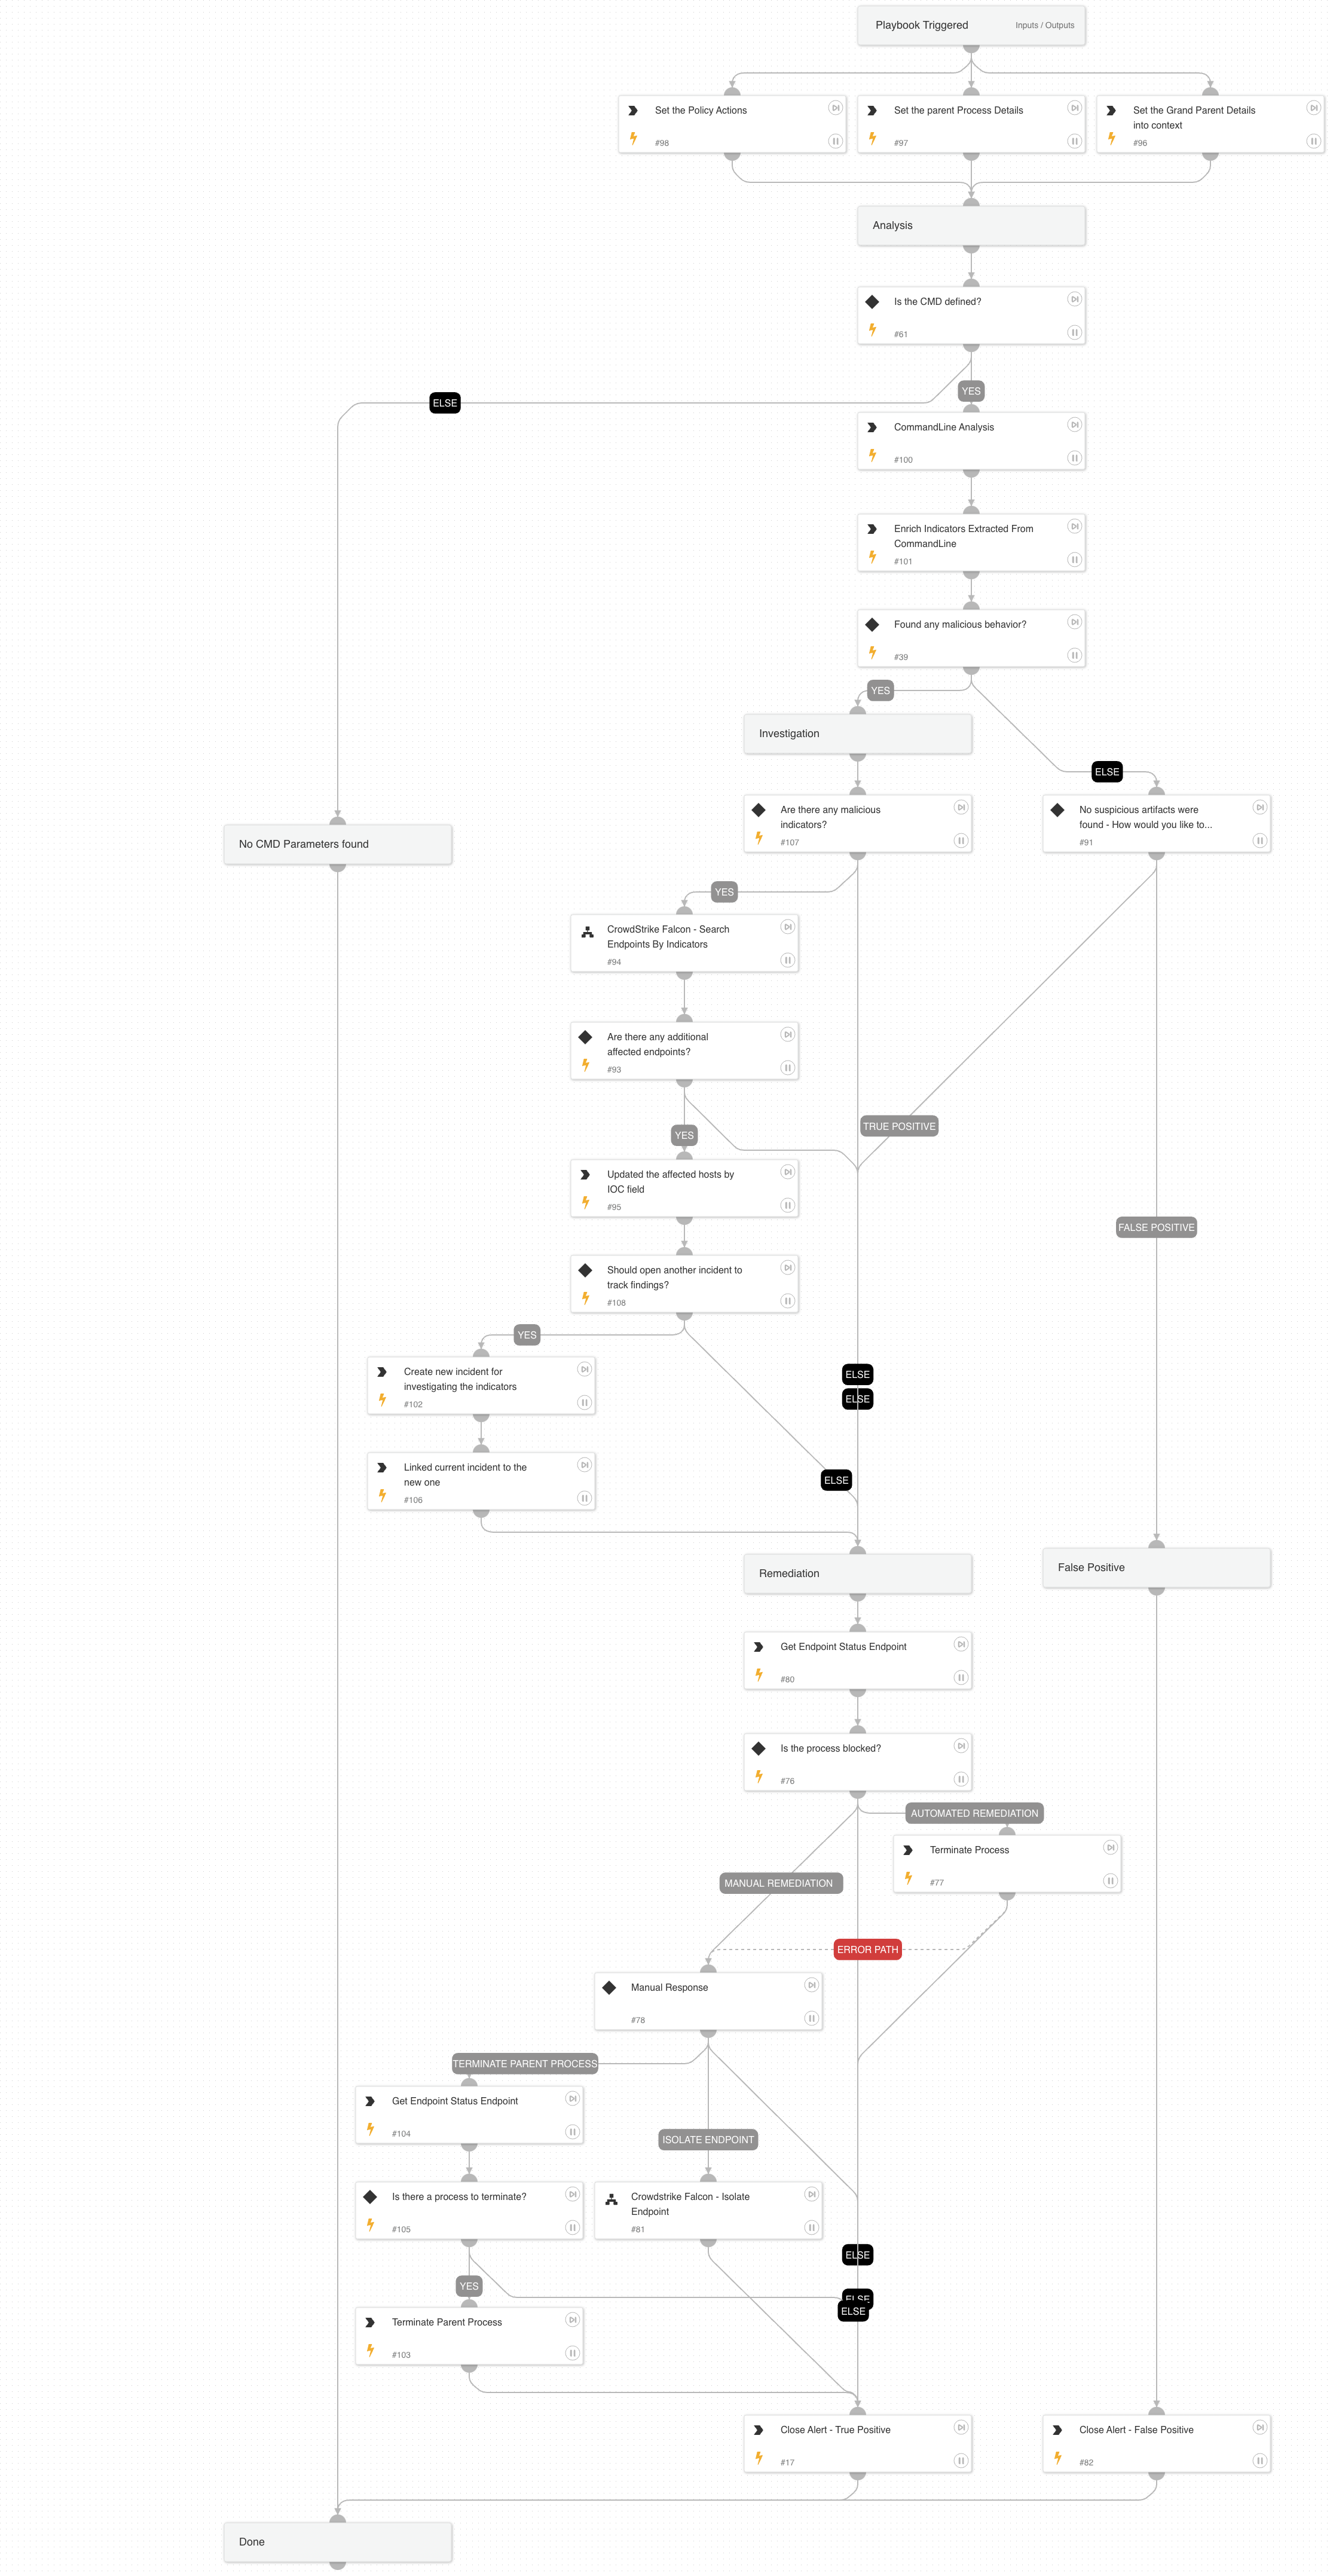 Playbook Triggered
Inputs / Outputs
Set the Policy Actions
#98
Set the parent Process Details
#97
Set the Grand Parent Details
into context
#96
Analysis
Is the CMD defined?
#61
ELSE
YES
CommandLine Analysis
#100
Enrich Indicators Extracted From
CommandLine
#101
Found any malicious behavior?
#39
YES
Investigation
ELSE
Are there any malicious
indicators?
#107
No suspicious artifacts were
found - How would you like to...
#91
No CMD Parameters found
YES
CrowdStrike Falcon - Search
Endpoints By Indicators
#94
Are there any additional
affected endpoints?
#93
TRUE POSITIVE
YES
Updated the affected hosts by
IOC field
#95
FALSE POSITIVE
Should open another incident to
track findings?
#108
YES
Create new incident for
investigating the indicators
#102
ELSE
ELSE
Linked current incident to the
new one
#106
ELSE
Remediation
False Positive
Get Endpoint Status Endpoint
#80
Is the process blocked?
#76
AUTOMATED REMEDIATION
Terminate Process
#77
MANUAL REMEDIATION
ERROR PATH
Manual Response
#78
TERMINATE PARENT PROCESS
Get Endpoint Status Endpoint
#104
ISOLATE ENDPOINT
Is there a process to terminate?
#105
Crowdstrike Falcon - Isolate
Endpoint
#81
ELSE
YES
ELSE
ELSE
Terminate Parent Process
#103
Close Alert - True Positive
#17
Close Alert - False Positive
#82
Done